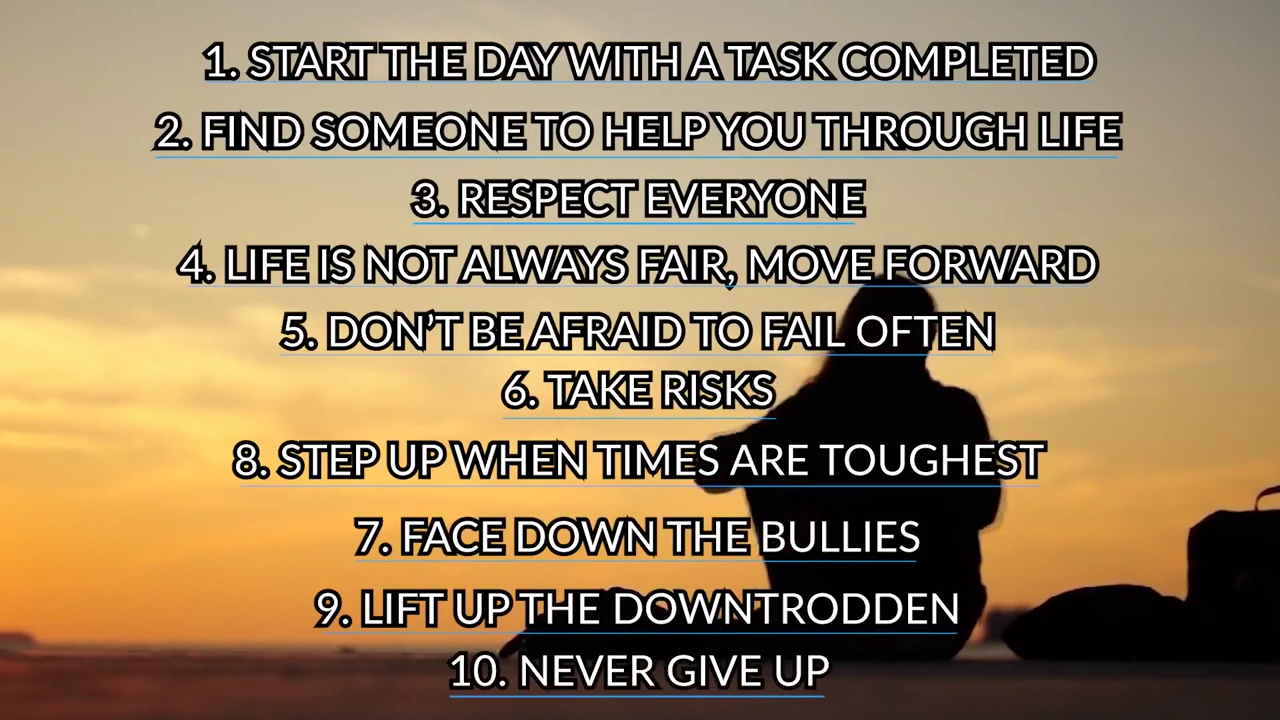 1. START THE DAY WITH A TASK COMPLETED
2. FIND SOMEONE TO HELP YOU THROUGH LIFE
3. RESPECT EVERYONE
4. LIFE IS NOT ALWAYS FAIR, MOVE FORWARD
5. DON’T BE AFRAID TO FAIL OFTEN
6. TAKE RISKS
8. STEP UP WHEN TIMES ARE TOUGHEST
7. FACE DOWN THE BULLIES
9. LIFT UP THE DOWNTRODDEN
10. NEVER GIVE UP